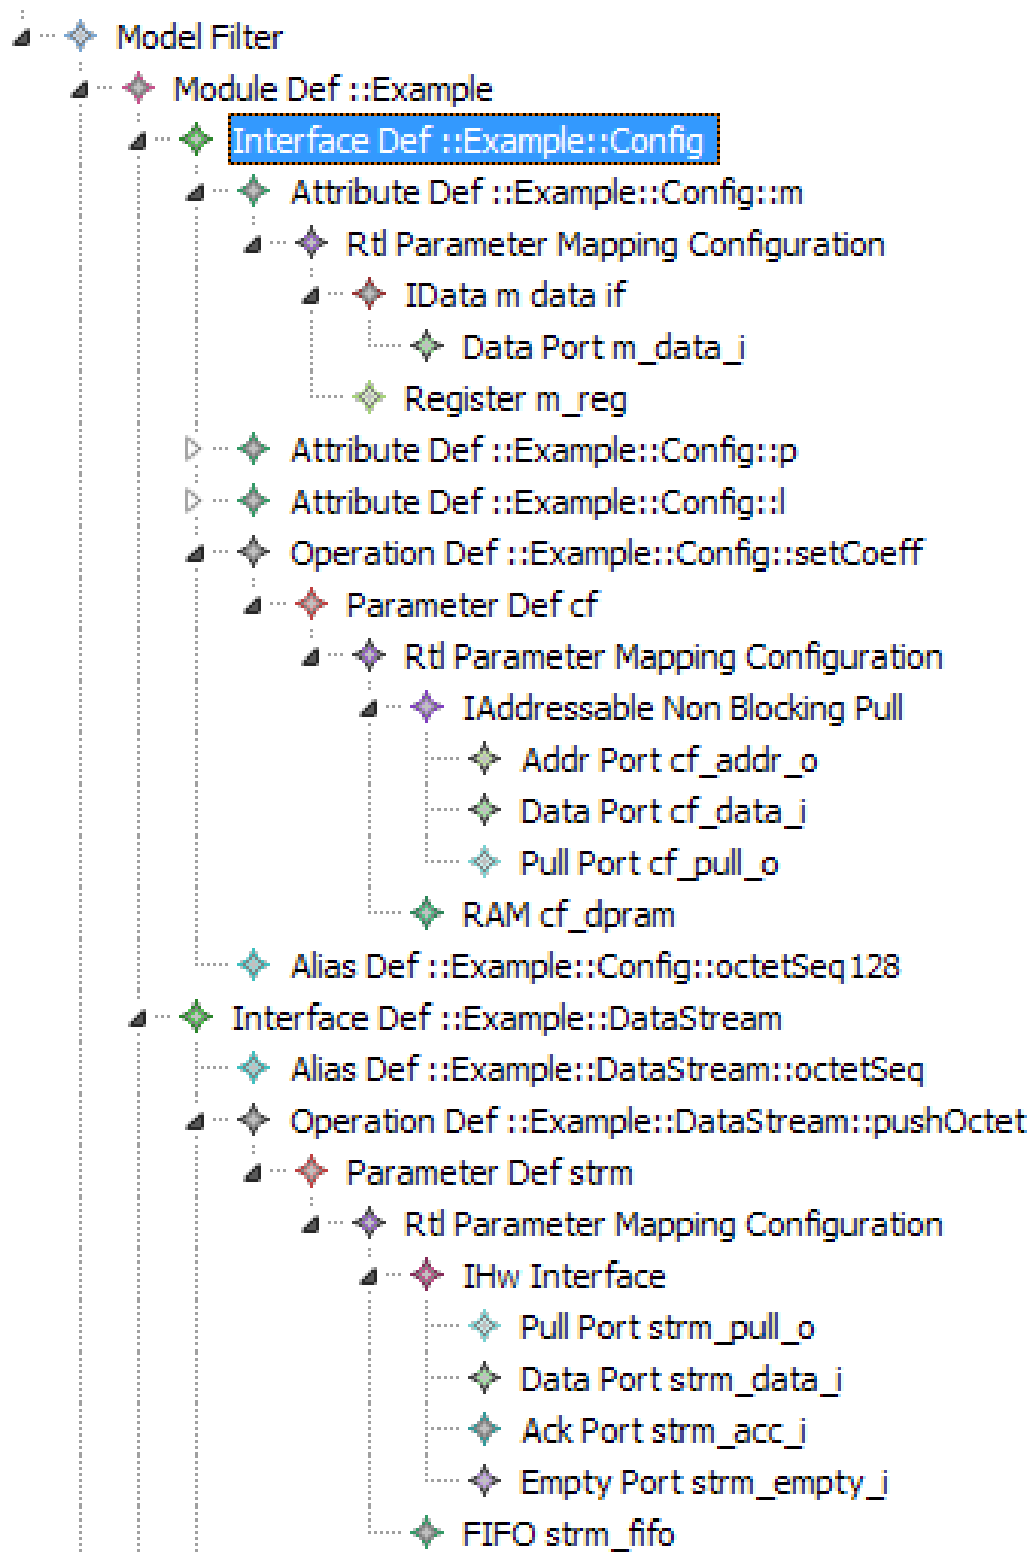 Model Filter
Module Def ::Example
Interface Def ::Example::Config
Attribute Def ::Example::Config::m
Rtl Parameter Mapping Configuration
IData m data if
Data Port m_data_i
Register m_reg
Attribute Def ::Example::Config::p
Attribute Def ::Example::Config::l
Operation Def ::Example::Config::setCoeff
Parameter Def cf
Rtl Parameter Mapping Configuration
IAddressable Non Blocking Pull
Addr Port cf_addr_o
Data Port cf_data_i
Pull Port cf_pull_o
RAM cf_dpram
Alias Def ::Example::Config::octetSeq128
Interface Def ::Example::DataStream
Alias Def ::Example::DataStream::octetSeq
Operation Def ::Example::DataStream::pushOctet
Parameter Def strm
Rtl Parameter Mapping Configuration
IHw Interface
Pull Port strm_pull_o
Data Port strm_data_i
Ack Port strm_acc_i
Empty Port strm_empty_i
FIFO strm_fifo